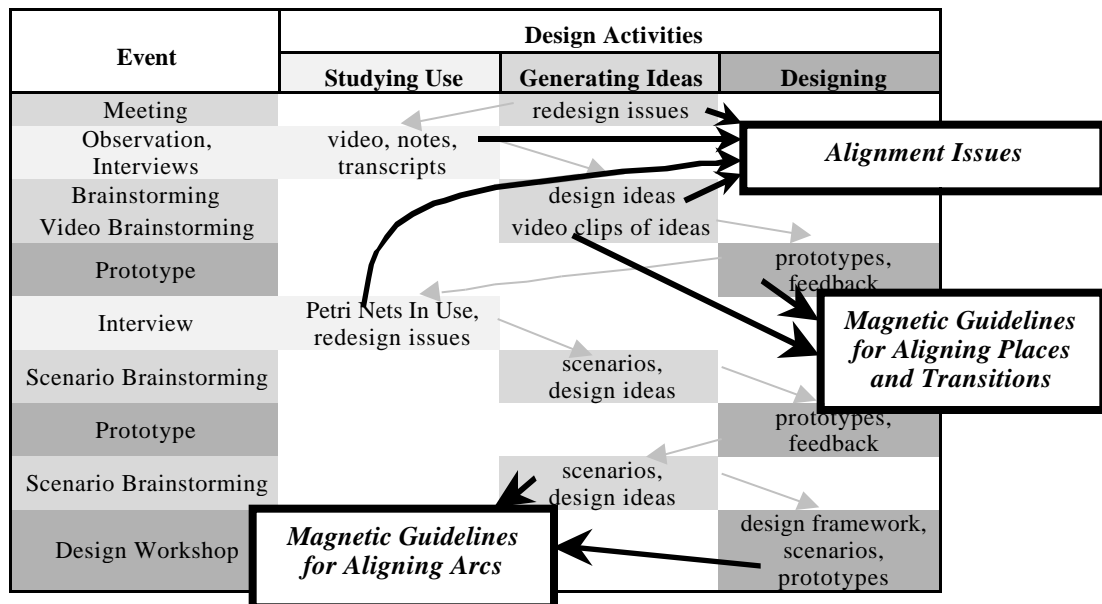 Design Activities
Event
Studying Use
Generating Ideas
Designing
Meeting
redesign issues
Observation,
Interviews
video, notes,
transcripts
Alignment Issues
Brainstorming
design ideas
Video Brainstorming
video clips of ideas
Prototype
prototypes,
feedback
Interview
Petri Nets In Use,
redesign issues
Magnetic Guidelines
for Aligning Places
and Transitions
Scenario Brainstorming
scenarios,
design ideas
Prototype
prototypes,
feedback
Scenario Brainstorming
scenarios,
design ideas
Design Workshop
Magnetic Guidelines
for Aligning Arcs
design framework,
scenarios,
prototypes